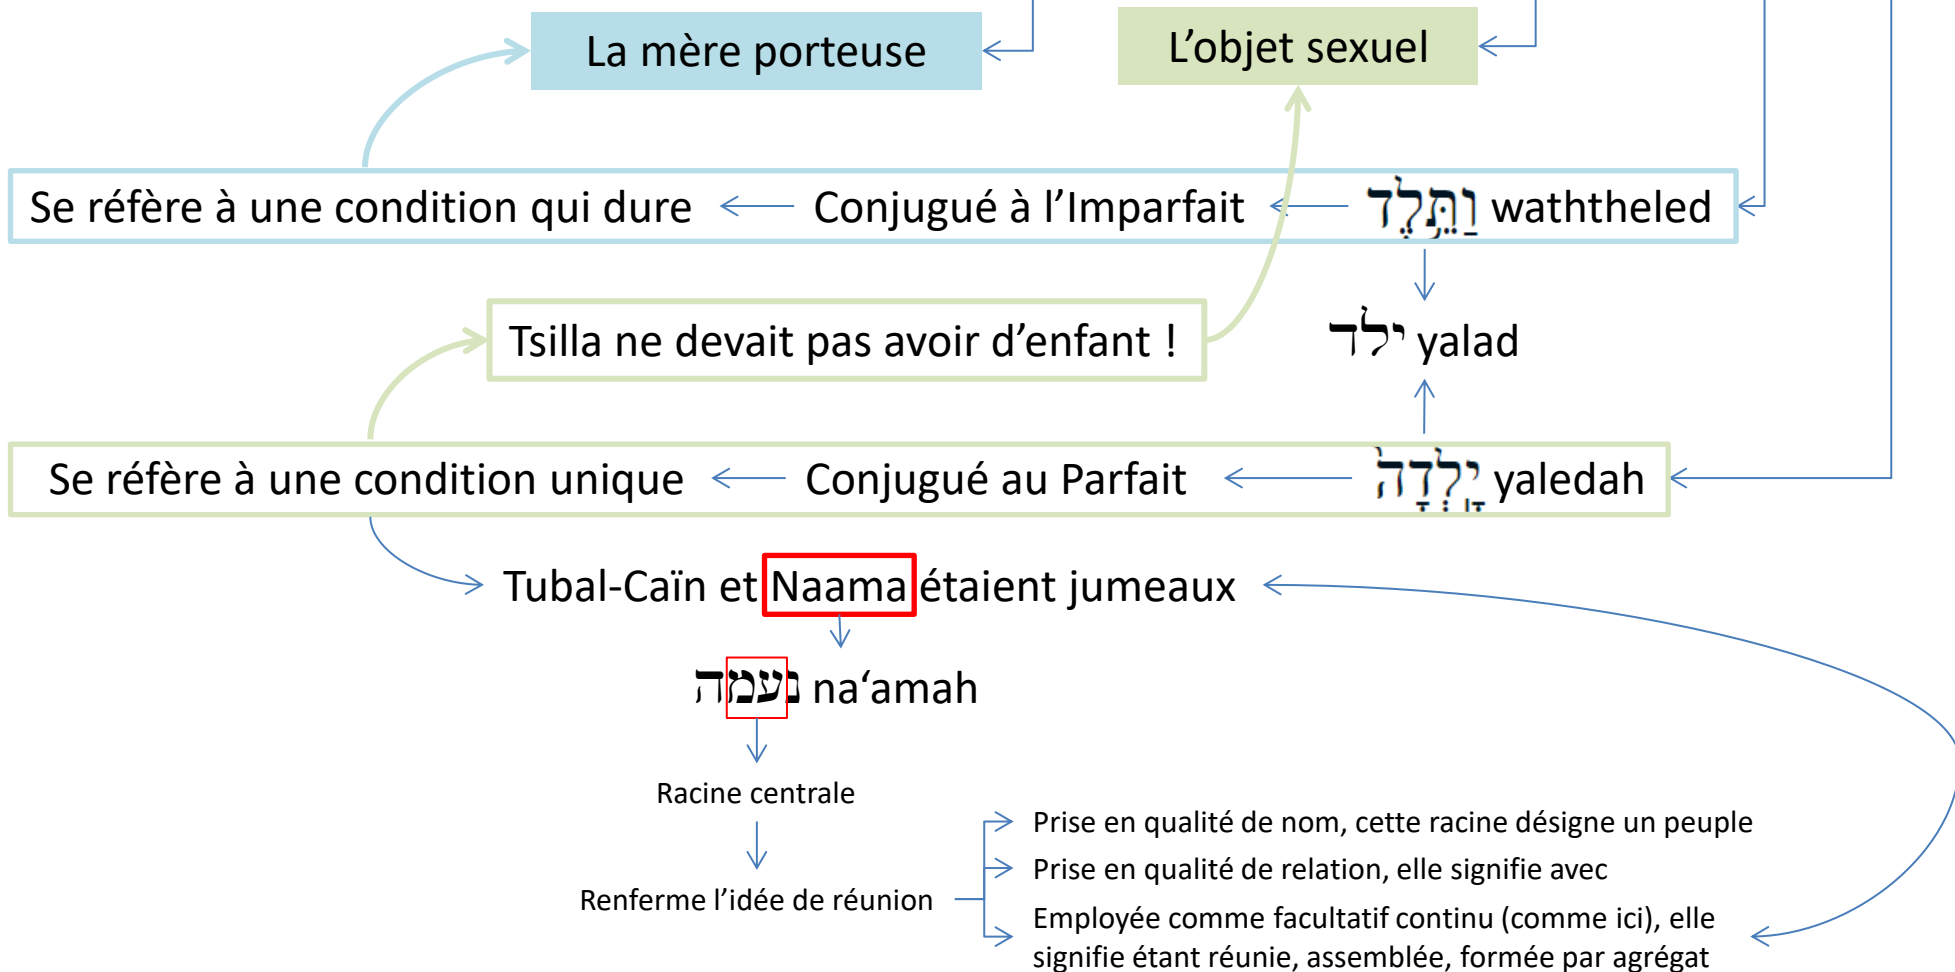 La mère porteuse
L’objet sexuel
Se réfère à une condition qui dure
Conjugué à l’Imparfait
וַתֵּלֶד waththeled
Tsilla ne devait pas avoir d’enfant !
ילד yalad
Se réfère à une condition unique
Conjugué au Parfait
יָלְדָה yaledah
Tubal-Caïn et Naama étaient jumeaux
נעמה na‘amah
Racine centrale
Renferme l’idée de réunion
Prise en qualité de nom, cette racine désigne un peuple
Prise en qualité de relation, elle signifie avec
Employée comme facultatif continu (comme ici), elle
signifie étant réunie, assemblée, formée par agrégat